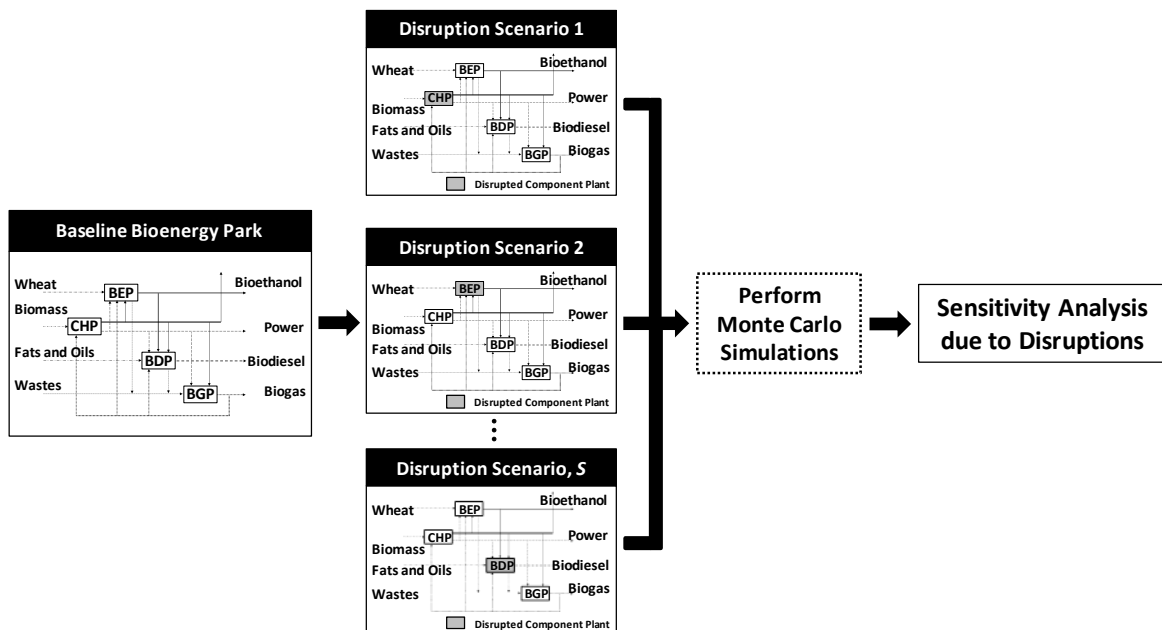 Disruption Scenario 1
Bioethanol
Wheat
BEP
CHP
Power
Biomass
Fats and Oils
BDP
Biodiesel
Wastes
BGP
Biogas
Disrupted Component Plant
Baseline Bioenergy Park
Wheat
BEP
Bioethanol
Biomass
CHP
Power
Fats and Oils
BDP
Biodiesel
Wastes
BGP
Biogas
Disruption Scenario 2
Wheat
BEP
Bioethanol
CHP
Power
Biomass
Fats and Oils
BDP
Biodiesel
Wastes
BGP
Biogas
Disrupted Component Plant
Disruption Scenario, S
Bioethanol
Wheat
BEP
CHP
Power
Biomass
Fats and Oils
BDP
Biodiesel
Wastes
BGP
Biogas
Disrupted Component Plant
Perform
Monte Carlo
Simulations
Sensitivity Analysis
due to Disruptions